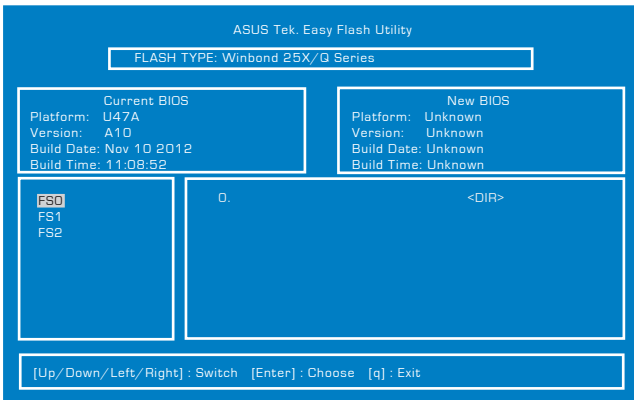 ASUS Tek. Easy Flash Utility
FLASH TYPE: Winbond 25X/Q Series
Current BIOS
Platform: U47A
Version: A10
Build Date: Nov 10 2012
Build Time: 11:08:52
New BIOS
Platform: Unknown
Version: Unknown
Build Date: Unknown
Build Time: Unknown
FS0
FS1
FS2
0. <DIR>
[Up/Down/Left/Right] : Switch [Enter] : Choose [q] : Exit